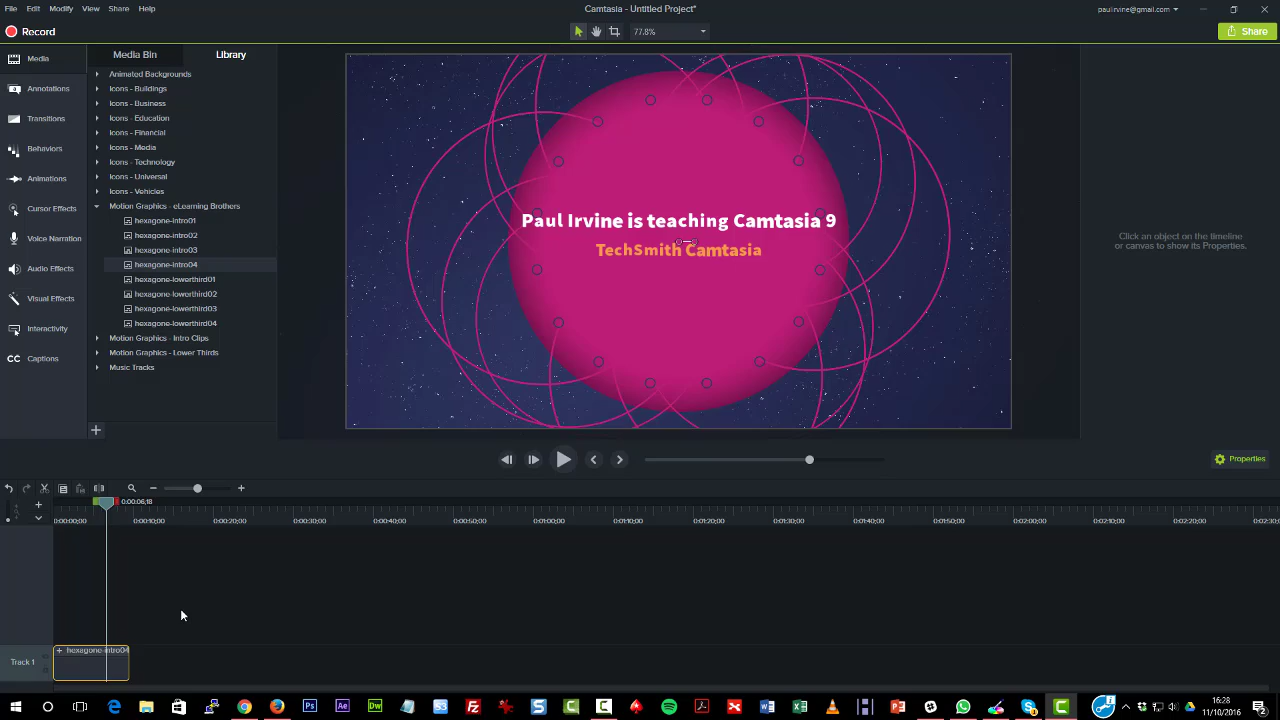 File Edit Modify View Share Help
Camtasia - Untitled Project*
paulirvine@gmail.com
Record
77.8%
Share
Media
Annotations
Transitions
Behaviors
Animations
Cursor Effects
Voice Narration
Audio Effects
Visual Effects
Interactivity
Captions
Media Bin Library
Animated Backgrounds
Icons - Buildings
Icons - Business
Icons - Education
Icons - Financial
Icons - Media
Icons - Technology
Icons - Universal
Icons - Vehicles
Motion Graphics - eLearning Brothers
hexagone-intro01
hexagone-intro02
hexagone-intro03
hexagone-intro04
hexagone-lowerthird01
hexagone-lowerthird02
hexagone-lowerthird03
hexagone-lowerthird04
Motion Graphics - Intro Clips
Motion Graphics - Lower Thirds
Music Tracks
Paul Irvine is teaching Camtasia 9
TechSmith Camtasia
Click an object on the timeline
or canvas to show its Properties.
Properties
0:00:06;18
0:00:00;00 0:00:10;00 0:00:20;00 0:00:30;00 0:00:40;00 0:00:50;00 0:01:00;00 0:01:10;00 0:01:20;00 0:01:30;00 0:01:40;00 0:01:50;00 0:02:00;00 0:02:10;00 0:02:20;00
Track 1
hexagone-intro04
16:28
11/10/2016